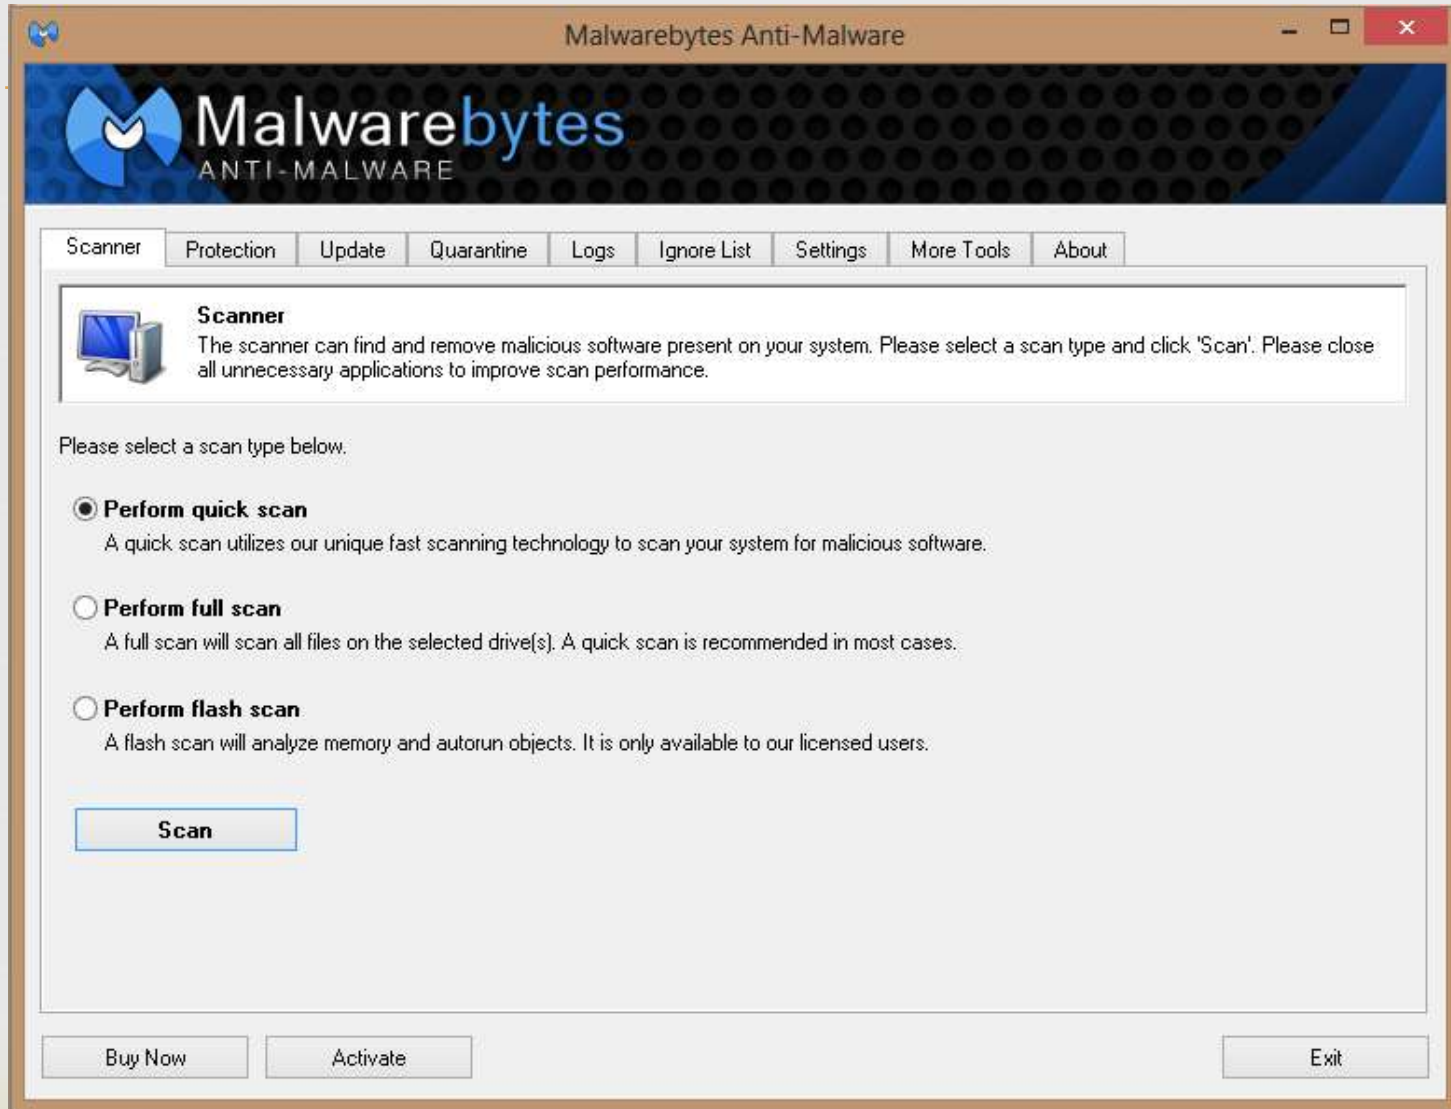 Malwarebytes Anti-Malware
Malwarebytes
ANTI-MALWARE
Scanner Protection Update Quarantine Logs Ignore List Settings More Tools About
Scanner
The scanner can find and remove malicious software present on your system. Please select a scan type and click 'Scan'. Please close
all unnecessary applications to improve scan performance.
Please select a scan type below.
Perform quick scan
A quick scan utilizes our unique fast scanning technology to scan your system for malicious software.
Perform full scan
A full scan will scan all files on the selected drive(s). A quick scan is recommended in most cases.
Perform flash scan
A flash scan will analyze memory and autorun objects. It is only available to our licensed users.
Scan
Buy Now Activate Exit